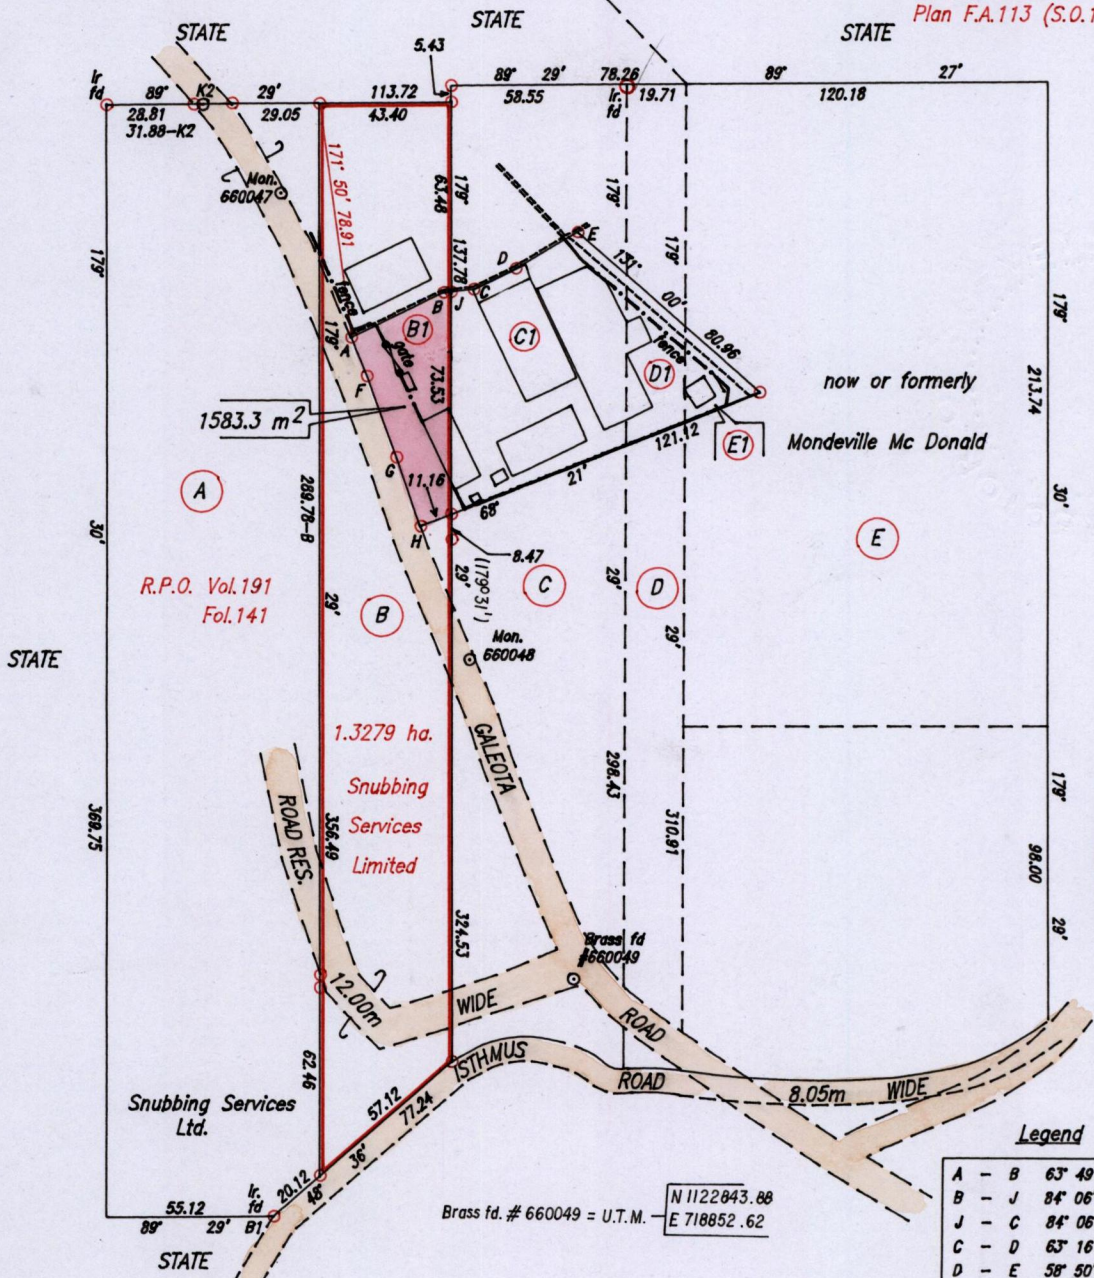 Plan F.A.113 (S.O.1
STATE
STATE
STATE
5.43
Ir. fd
89° K2 29'
28.81
31.88-K2
29.05
113.72
43.40
89° 29' 78.26
58.55
Ir. fd
19.71
89° 27'
120.18
Mon.
660047
171° 50' 78.91
179°
63.48
179°
137.78
179°
179°
179°
179°
179°
fence
A
B
J
C
D
E
F
G
H
B1
C1
D1
E1
gate
73.53
131° 00' 80.96
fence
213.74
now or formerly
Mondeville Mc Donald
1583.3 m²
11.16
68° 21' 121.12
8.47
(179°31')
29'
A
B
C
D
E
30'
30'
289.78-B
29'
29'
29'
R.P.O. Vol.191
Fol.141
STATE
Mon.
660048
GALEOTA
1.3279 ha.
Snubbing
Services
Limited
ROAD RES.
369.75
356.49
298.43
310.91
179°
98.00
29'
324.53
Brass fd
#660049
12.00m
WIDE
ROAD
62.46
ISTHMUS
ROAD
8.05m
WIDE
Snubbing Services
Ltd.
57.12
77.24
36'
48°
20.12
Ir. fd
B1
55.12
89° 29'
STATE
Brass fd. # 660049 = U.T.M.
N 1122843.88
E 718852.62
Legend
A - B 63° 49
B - J 84° 06
J - C 84° 06
C - D 63° 16
D - E 58° 50